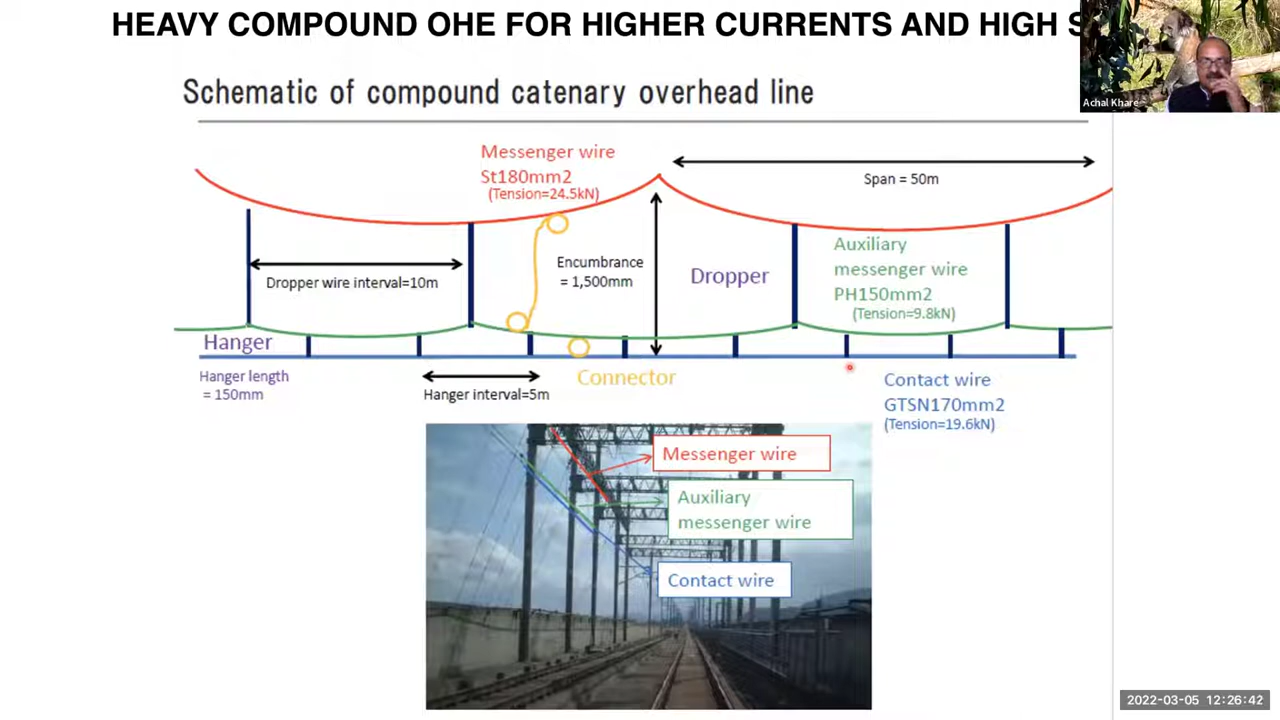 HEAVY COMPOUND OHE FOR HIGHER CURRENTS AND HIGH
Achal Khare
Schematic of compound catenary overhead line
Messenger wire
St180mm2
(Tension=24.5kN)
Span = 50m
Dropper wire interval=10m
Encumbrance
= 1,500mm
Dropper
Auxiliary
messenger wire
PH150mm2
(Tension=9.8kN)
Hanger
Hanger length
= 150mm
Hanger interval=5m
Connector
Contact wire
GTSN170mm2
(Tension=19.6kN)
Messenger wire
Auxiliary
messenger wire
Contact wire
2022-03-05 12:26:42